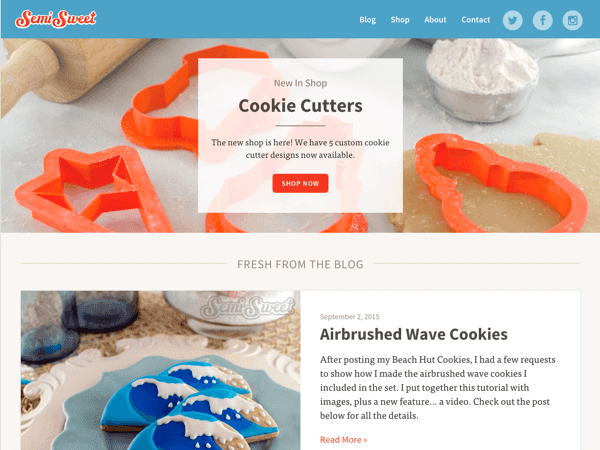 Semi Sweet
Blog Shop About Contact
New In Shop
Cookie Cutters
The new shop is here! We have 5 custom cookie
cutter designs now available.
SHOP NOW
FRESH FROM THE BLOG
Semi Sweet
September 2, 2015
Airbrushed Wave Cookies
After posting my Beach Hut Cookies, I had a few requests
to show how I made the airbrushed wave cookies I
included in the set. I put together this tutorial with
images, plus a new feature... a video. Check out the post
below for all the details.
Read More »